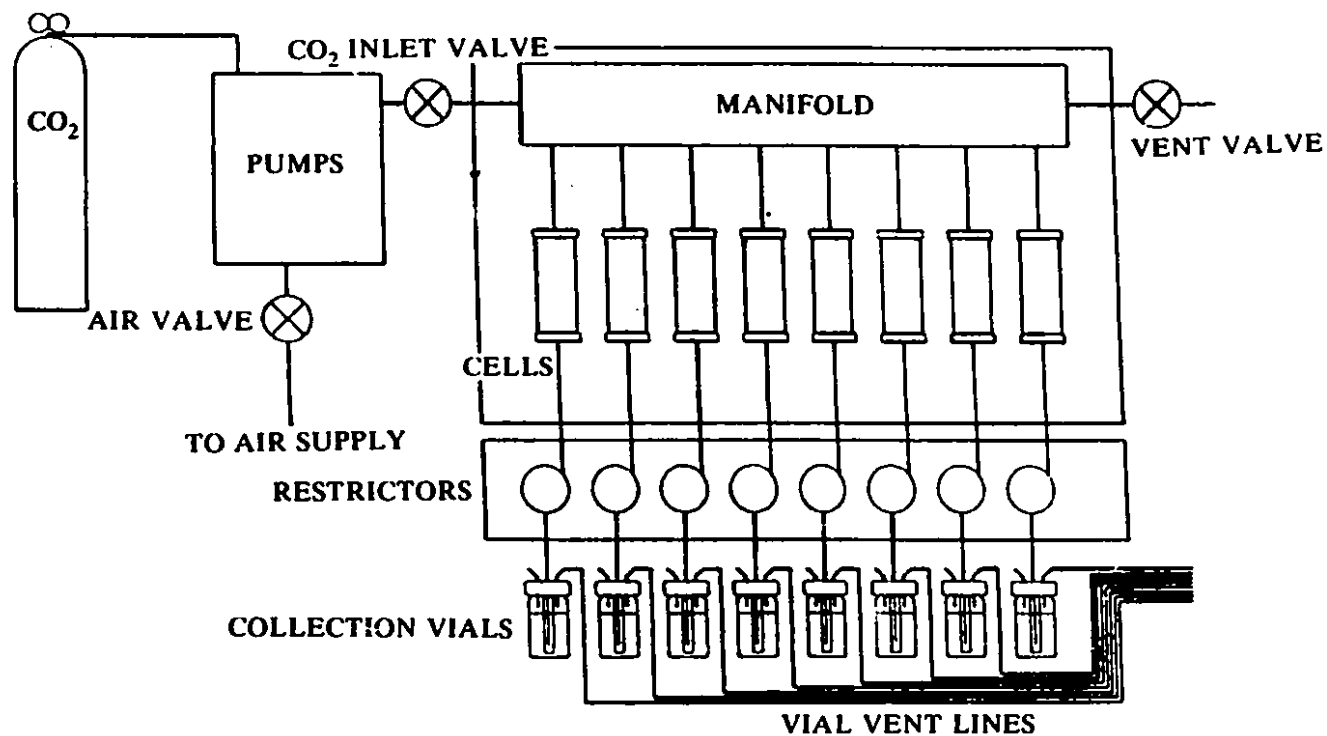 CO₂ INLET VALVE
CO₂
MANIFOLD
PUMPS
VENT VALVE
AIR VALVE
CELLS
TO AIR SUPPLY
RESTRICTORS
COLLECTION VIALS
VIAL VENT LINES